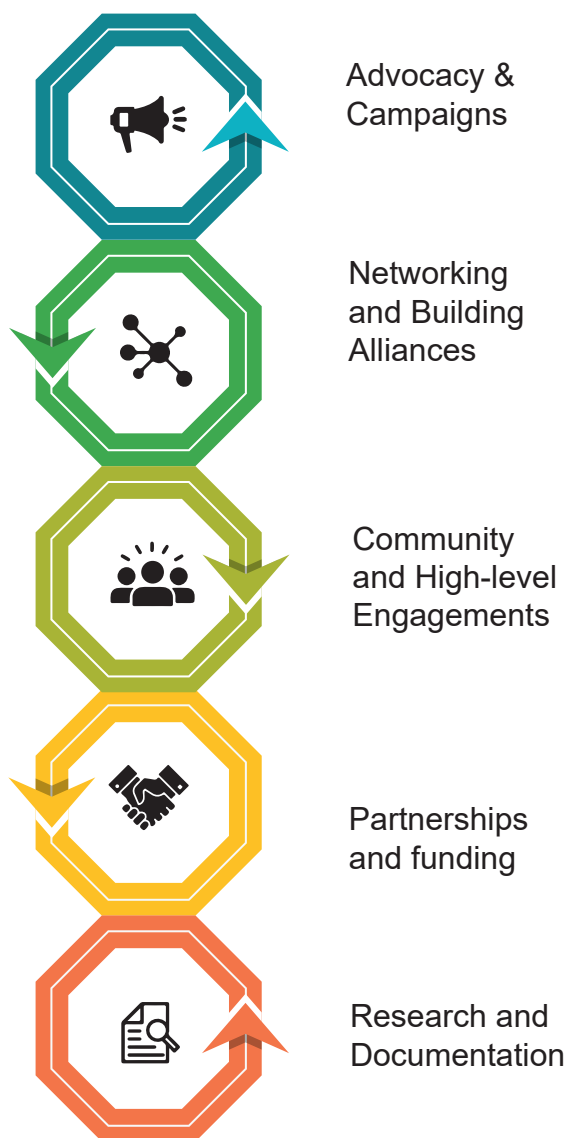 Advocacy &
Campaigns
Networking
and Building
Alliances
Community
and High-level
Engagements
Partnerships
and funding
Research and
Documentation